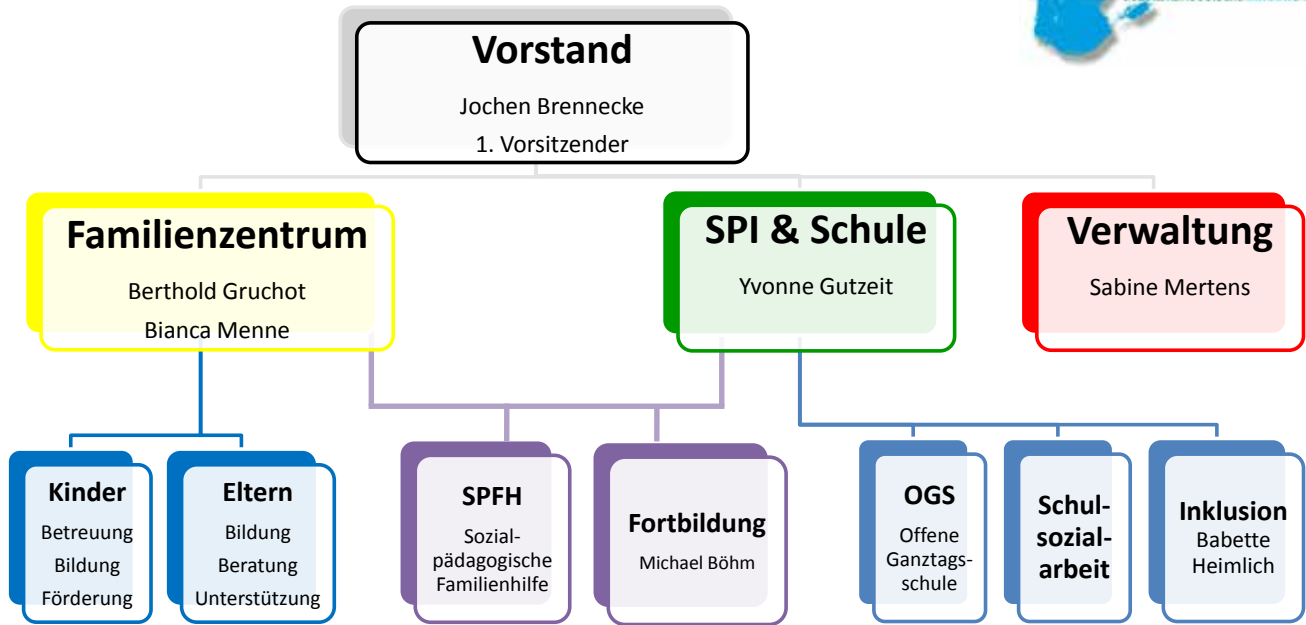 Vorstand
Jochen Brennecke
1. Vorsitzender
Familienzentrum
Berthold Gruchot
Bianca Menne
SPI & Schule
Yvonne Gutzeit
Verwaltung
Sabine Mertens
Kinder
Betreuung
Bildung
Förderung
Eltern
Bildung
Beratung
Unterstützung
SPFH
Sozial-
pädagogische
Familienhilfe
Fortbildung
Michael Böhm
OGS
Offene
Ganztags-
schule
Schul-
sozial-
arbeit
Inklusion
Babette
Heimlich